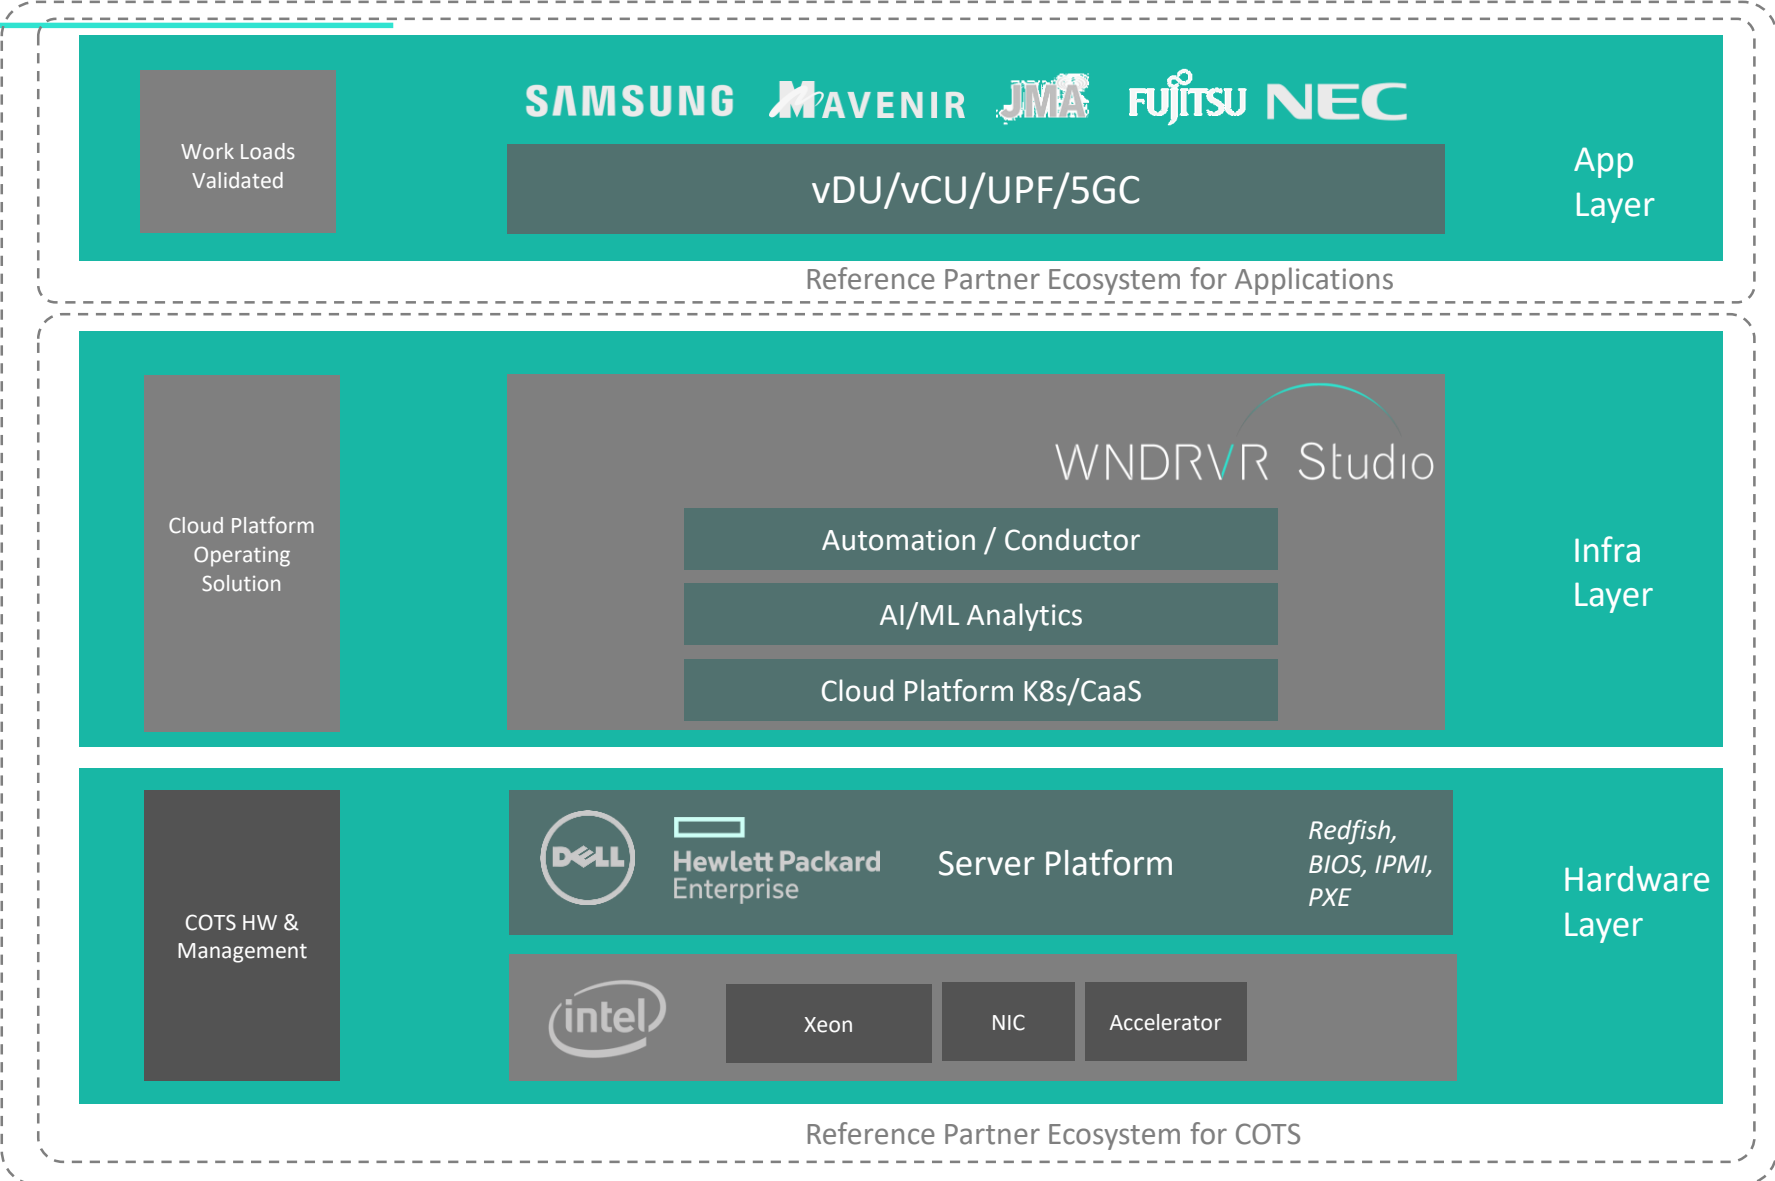 SAMSUNG MAVENIR JMA FUJITSU NEC
Work Loads
Validated
vDU/vCU/UPF/5GC
App
Layer
Reference Partner Ecosystem for Applications
WNDRVR Studio
Cloud Platform
Operating
Solution
Automation / Conductor
AI/ML Analytics
Cloud Platform K8s/CaaS
Infra
Layer
COTS HW &
Management
DELL
Hewlett Packard
Enterprise
Server Platform
Redfish,
BIOS, IPMI,
PXE
Hardware
Layer
intel
Xeon
NIC
Accelerator
Reference Partner Ecosystem for COTS